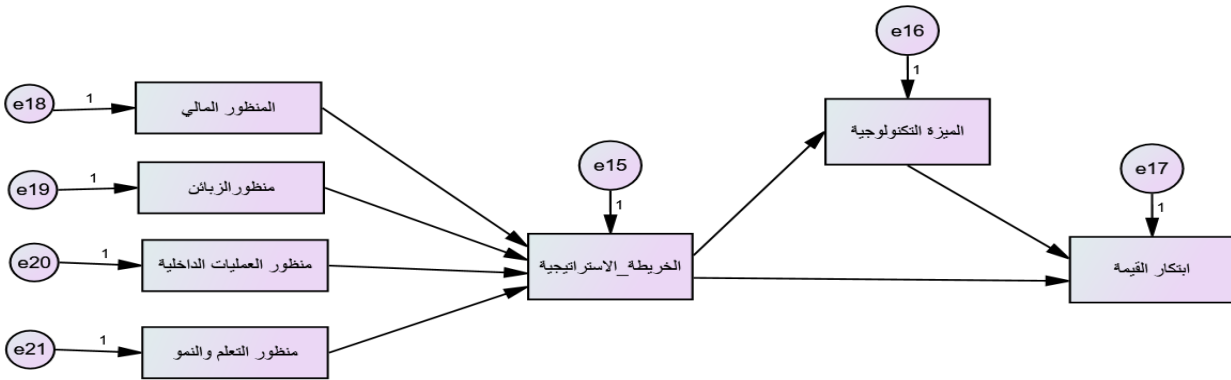 e16
1
e18
1
المنظور المالي
الميزة التكنولوجية
e15
e17
e19
1
منظورالزبائن
1
1
e20
1
منظور العمليات الداخلية
الخريطة_الاستراتيجية
ابتكار القيمة
e21
1
منظور التعلم والنمو